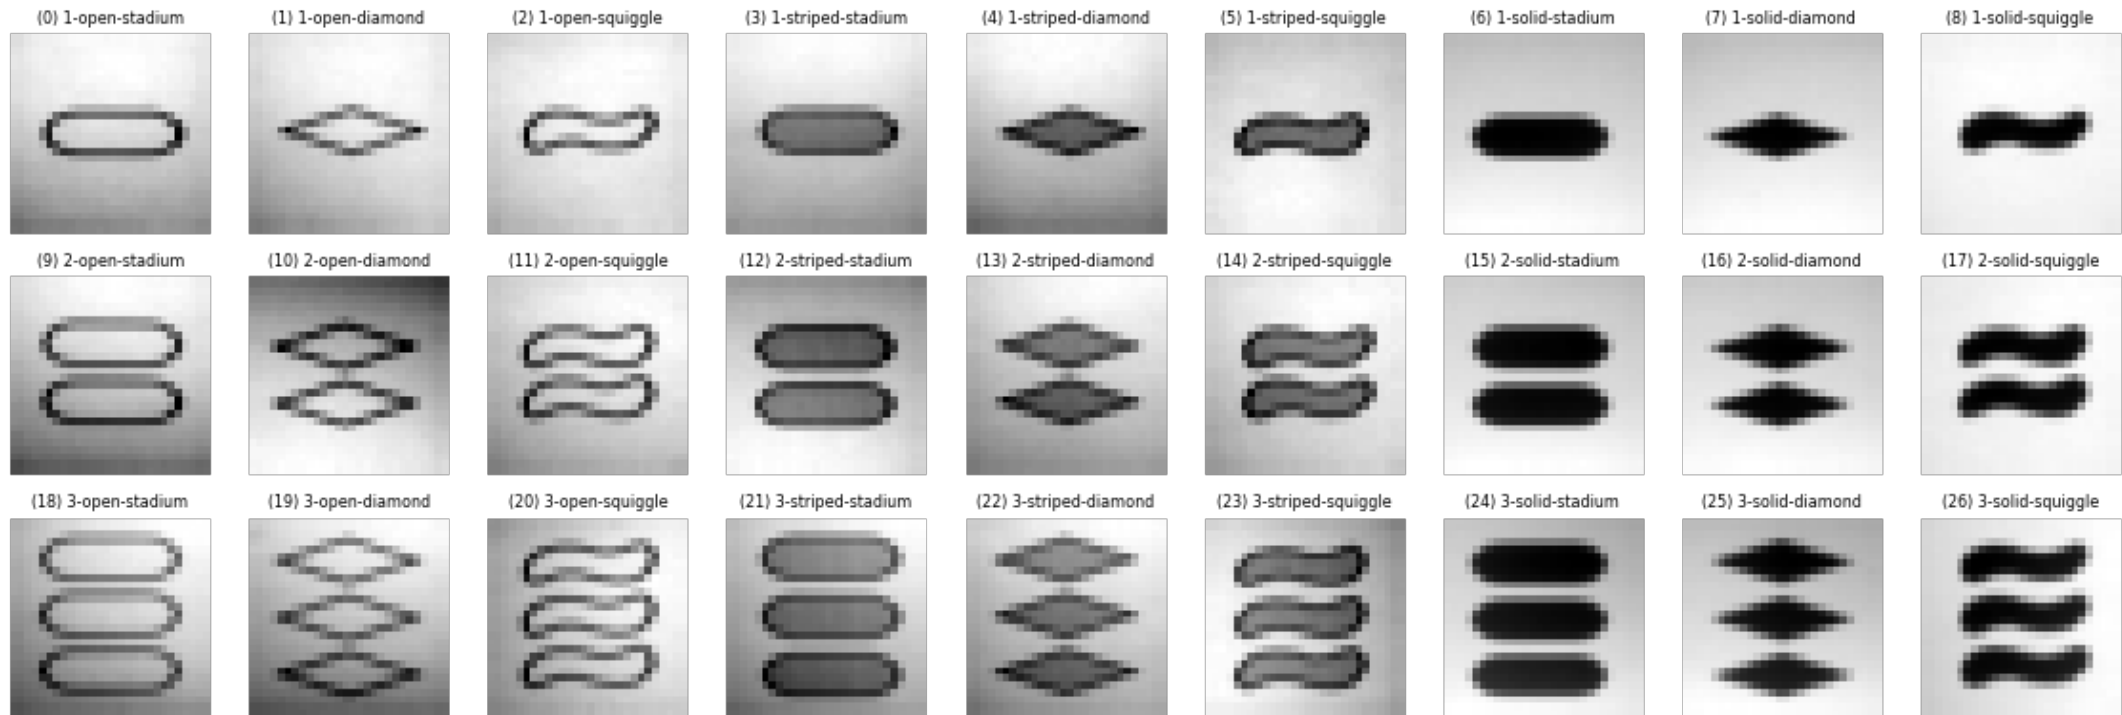 (0) 1-open-stadium
(1) 1-open-diamond
(2) 1-open-squiggle
(3) 1-striped-stadium
(4) 1-striped-diamond
(5) 1-striped-squiggle
(6) 1-solid-stadium
(7) 1-solid-diamond
(8) 1-solid-squiggle
(9) 2-open-stadium
(10) 2-open-diamond
(11) 2-open-squiggle
(12) 2-striped-stadium
(13) 2-striped-diamond
(14) 2-striped-squiggle
(15) 2-solid-stadium
(16) 2-solid-diamond
(17) 2-solid-squiggle
(18) 3-open-stadium
(19) 3-open-diamond
(20) 3-open-squiggle
(21) 3-striped-stadium
(22) 3-striped-diamond
(23) 3-striped-squiggle
(24) 3-solid-stadium
(25) 3-solid-diamond
(26) 3-solid-squiggle